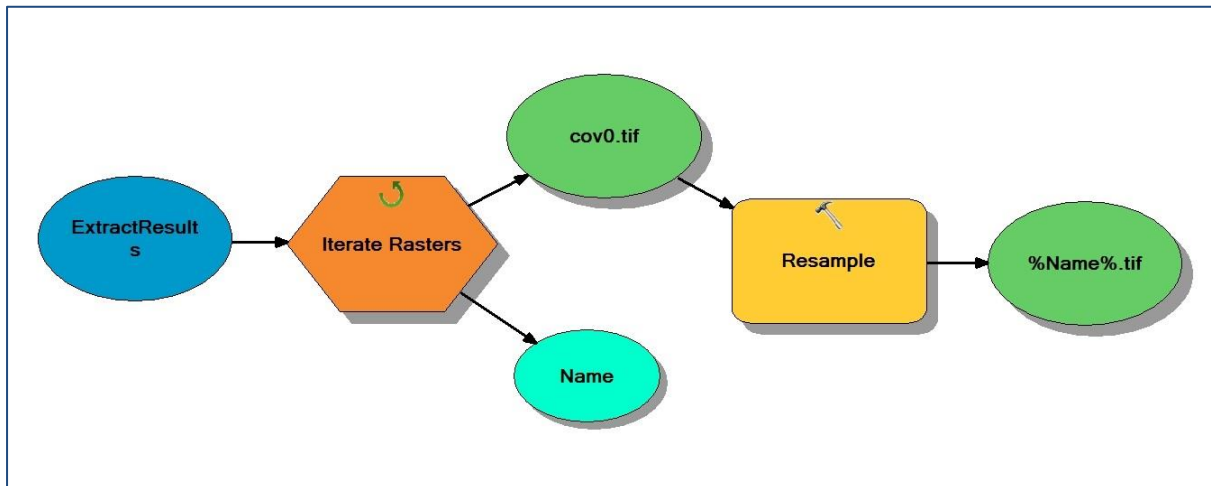 ExtractResult
s
Iterate Rasters
cov0.tif
Name
Resample
%Name%.tif